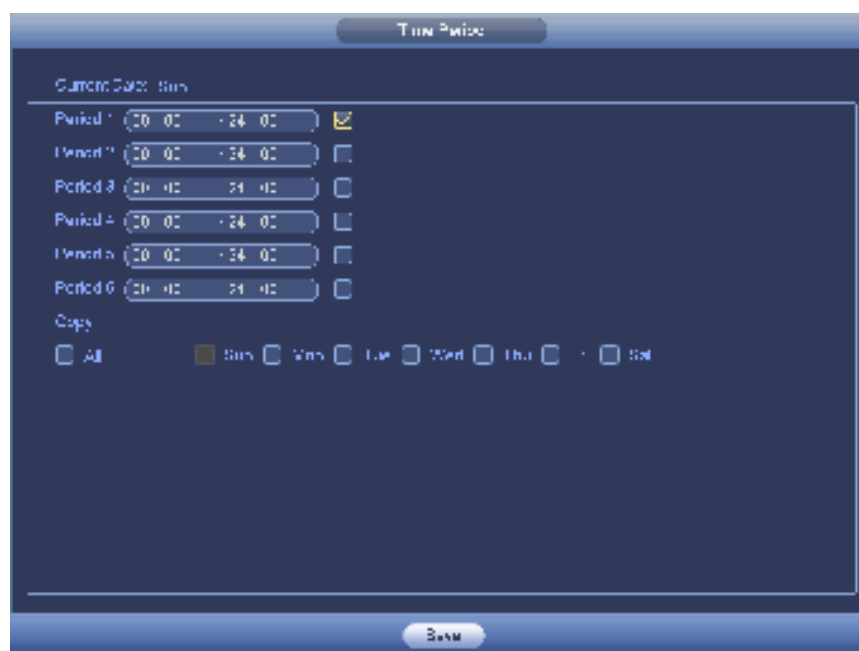 Time Period
Current Date: Sun
Period 1 00 : 00 - 24 : 00
Period 2 00 : 00 - 24 : 00
Period 3 00 : 00 - 24 : 00
Period 4 00 : 00 - 24 : 00
Period 5 00 : 00 - 24 : 00
Period 6 00 : 00 - 24 : 00
Copy
All Sun Mon Tue Wed Thu Sat
Save